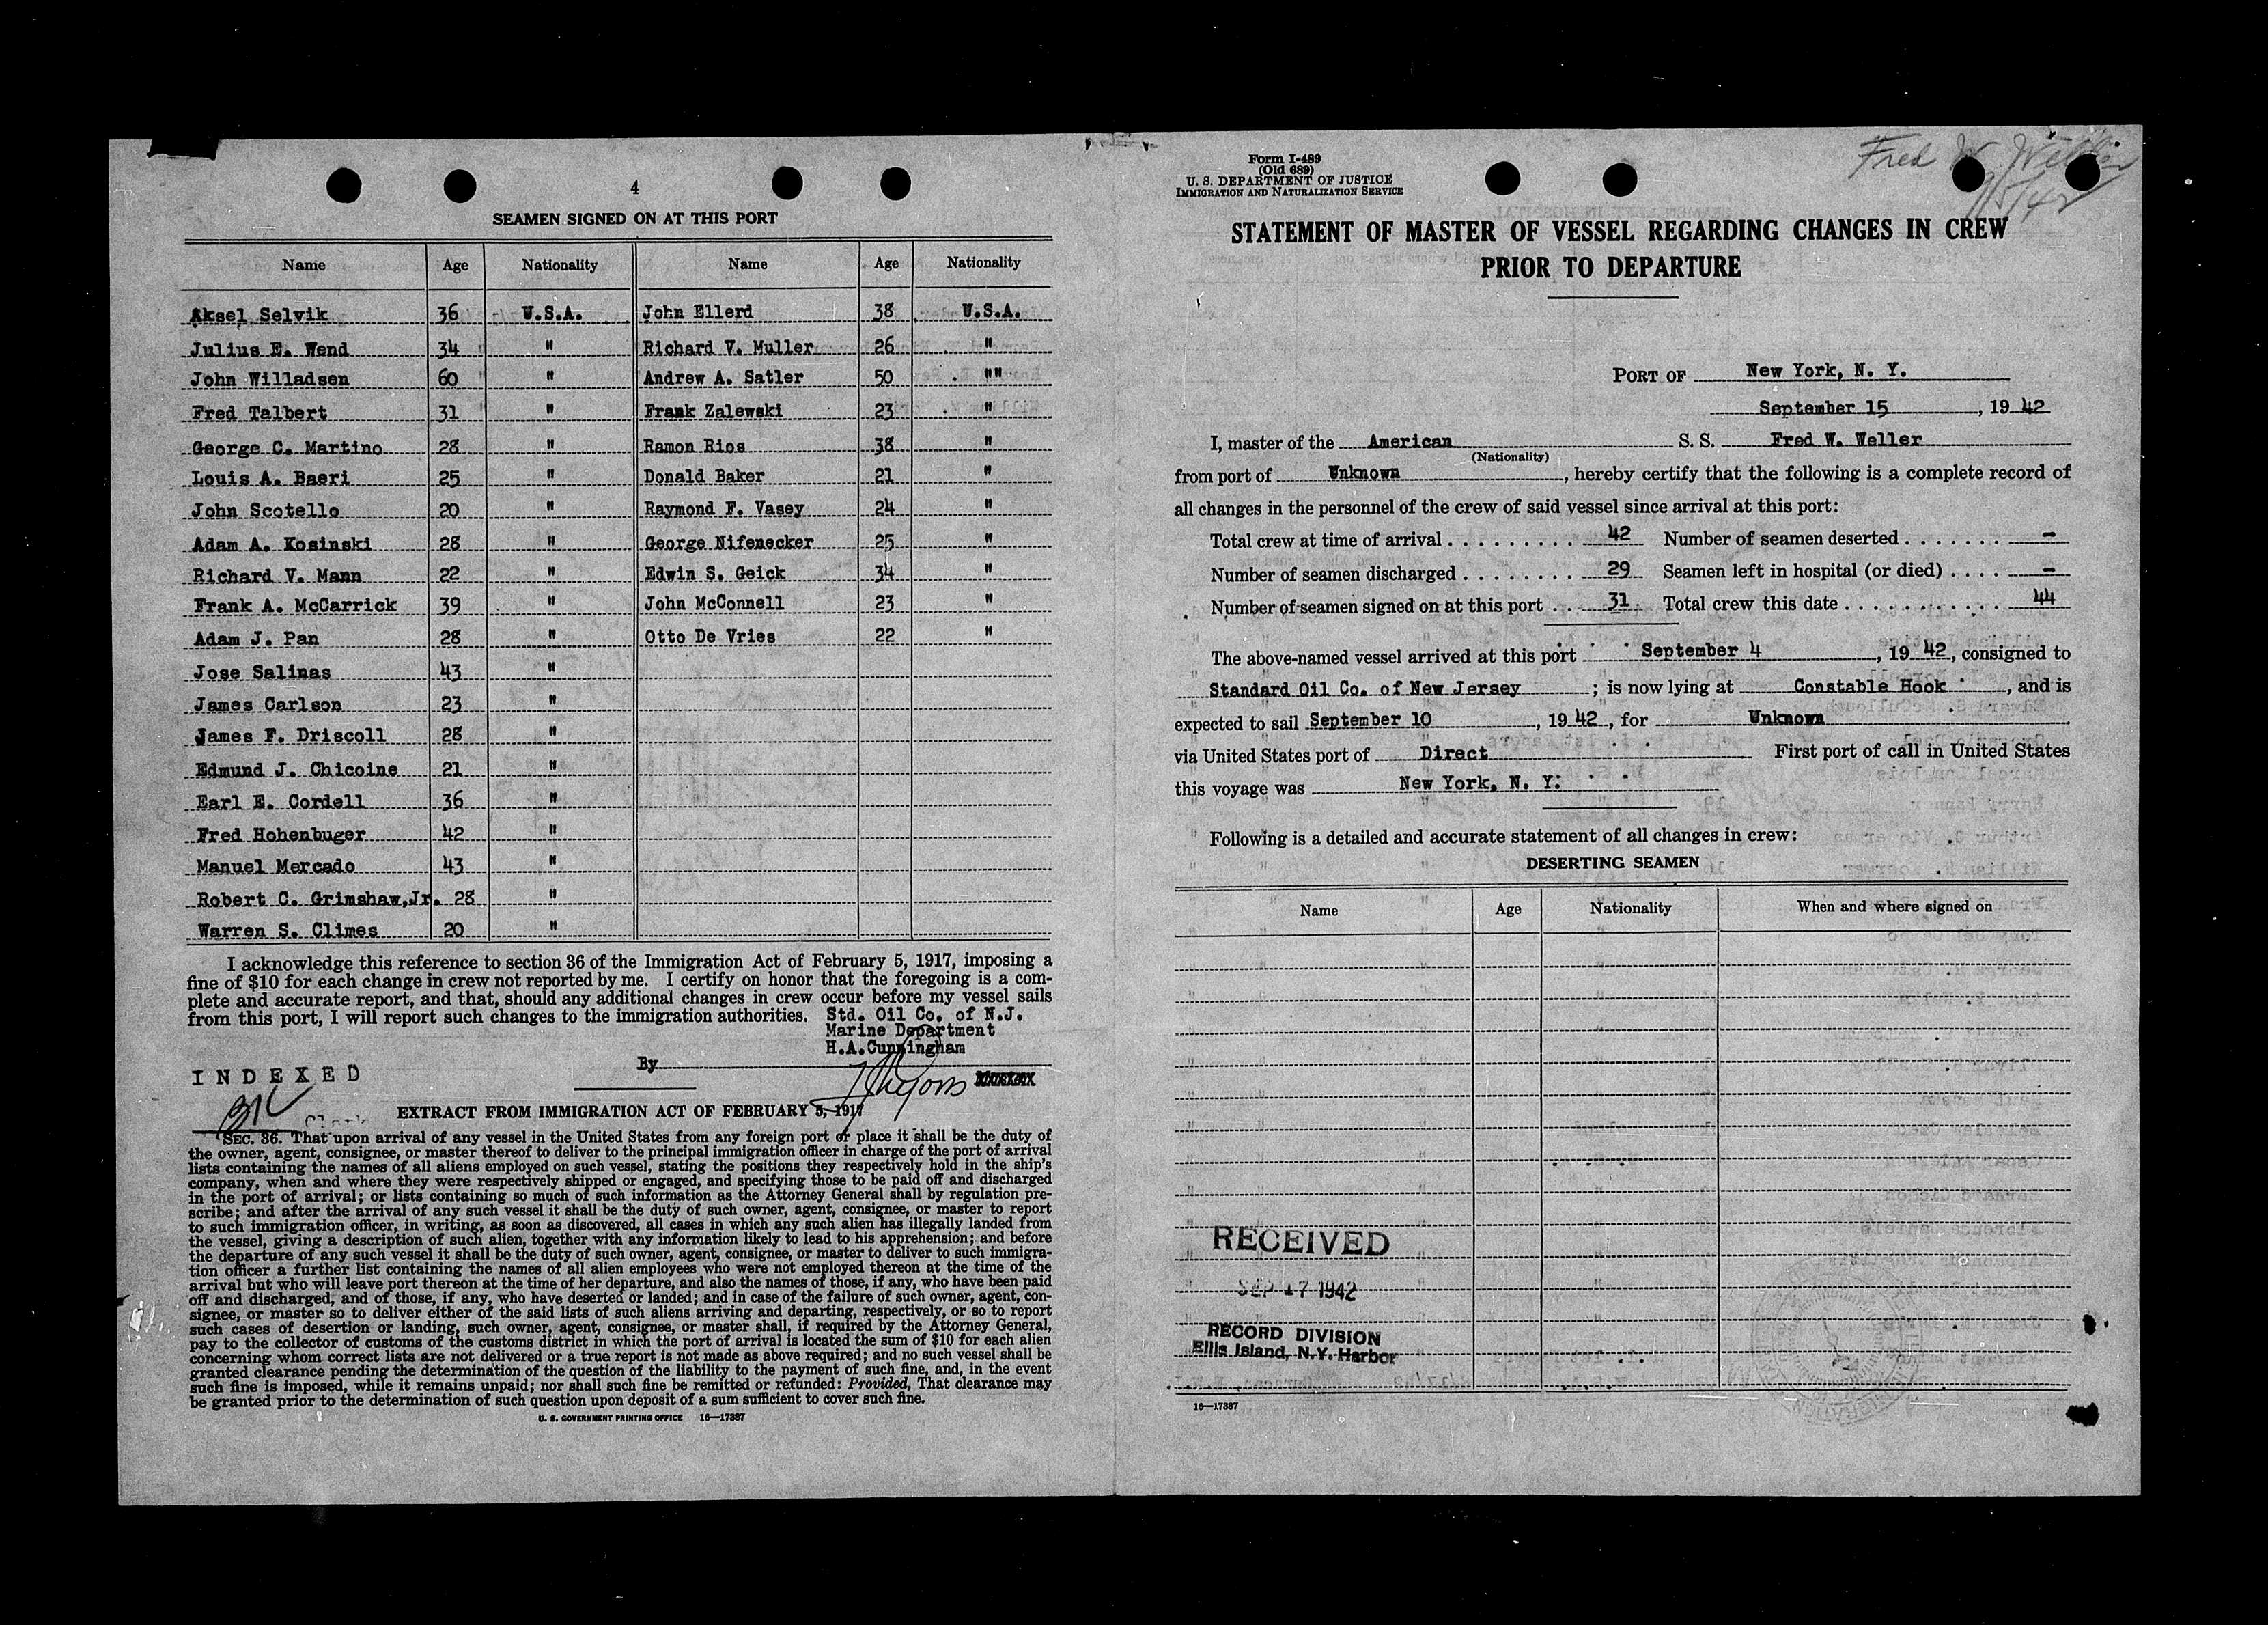 4
SEAMEN SIGNED ON AT THIS PORT
Name Age Nationality Name Age Nationality
Aksel Selvik 36 U.S.A. John Ellerd 38 U.S.A.
Julius E. Wend 34 " Richard V. Muller 26 "
John Willadsen 60 " Andrew A. Satler 50 ""
Fred Talbert 31 " Frank Zalewski 23 "
George C. Martino 28 " Ramon Rios 38 "
Louis A. Baeri 25 " Donald Baker 21 "
John Scotello 20 " Raymond F. Vasey 24 "
Adam A. Kosinski 28 " George Nifenecker 25 "
Richard V. Mann 22 " Edwin S. Geick 34 "
Frank A. McCarrick 39 " John McConnell 23 "
Adam J. Pan 28 " Otto De Vries 22 "
Jose Salinas 43 "
James Carlson 23 "
James F. Driscoll 28 "
Edmund J. Chicoine 21 "
Earl E. Cordell 36 "
Fred Hohenbuger 42 "
Manuel Mercado 43 "
Robert C. Grimshaw,Jr. 28 "
Warren S. Climes 20 "
I acknowledge this reference to section 36 of the Immigration Act of February 5, 1917, imposing a
fine of $10 for each change in crew not reported by me. I certify on honor that the foregoing is a com-
plete and accurate report, and that, should any additional changes in crew occur before my vessel sails
from this port, I will report such changes to the immigration authorities. Std. Oil Co. of N.J.
Marine Department
H.A.Cunningham
By
INDEXED
Clerk
EXTRACT FROM IMMIGRATION ACT OF FEBRUARY 5, 1917
SEC. 36. That upon arrival of any vessel in the United States from any foreign port or place it shall be the duty of
the owner, agent, consignee, or master thereof to deliver to the principal immigration officer in charge of the port of arrival
lists containing the names of all aliens employed on such vessel, stating the positions they respectively hold in the ship's
company, when and where they were respectively shipped or engaged, and specifying those to be paid off and discharged
in the port of arrival; or lists containing so much of such information as the Attorney General shall by regulation pre-
scribe; and after the arrival of any such vessel it shall be the duty of such owner, agent, consignee, or master to report
to such immigration officer, in writing, as soon as discovered, all cases in which any such alien has illegally landed from
the vessel, giving a description of such alien, together with any information likely to lead to his apprehension; and before
the departure of any such vessel it shall be the duty of such owner, agent, consignee, or master to deliver to such immigra-
tion officer a further list containing the names of all alien employees who were not employed thereon at the time of the
arrival but who will leave port thereon at the time of her departure, and also the names of those, if any, who have been paid
off and discharged, and of those, if any, who have deserted or landed; and in case of the failure of such owner, agent, con-
signee, or master so to deliver either of the said lists of such aliens arriving and departing, respectively, or so to report
such cases of desertion or landing, such owner, agent, consignee, or master shall, if required by the Attorney General,
pay to the collector of customs of the customs district in which the port of arrival is located the sum of $10 for each alien
concerning whom correct lists are not delivered or a true report is not made as above required; and no such vessel shall be
granted clearance pending the determination of the question of the liability to the payment of such fine, and, in the event
such fine is imposed, while it remains unpaid; nor shall such fine be remitted or refunded: Provided, That clearance may
be granted prior to the determination of such question upon deposit of a sum sufficient to cover such fine.
U. S. GOVERNMENT PRINTING OFFICE 16—17387
Form I-489
(Old 689)
U. S. DEPARTMENT OF JUSTICE
IMMIGRATION AND NATURALIZATION SERVICE
Fred W. Weller
9/15/42
STATEMENT OF MASTER OF VESSEL REGARDING CHANGES IN CREW
PRIOR TO DEPARTURE
PORT OF New York, N. Y.
September 15, 19 42
I, master of the American S. S. Fred W. Weller
(Nationality)
from port of Unknown, hereby certify that the following is a complete record of
all changes in the personnel of the crew of said vessel since arrival at this port:
Total crew at time of arrival . . . . . . . . . 42 Number of seamen deserted . . . . . . . –
Number of seamen discharged . . . . . . . . 29 Seamen left in hospital (or died) . . . . –
Number of seamen signed on at this port . . 31 Total crew this date . . . . . . . . . . . . 44
The above-named vessel arrived at this port September 4, 19 42, consigned to
Standard Oil Co. of New Jersey; is now lying at Constable Hook, and is
expected to sail September 10, 19 42, for Unknown
via United States port of Direct First port of call in United States
this voyage was New York, N. Y.
Following is a detailed and accurate statement of all changes in crew:
DESERTING SEAMEN
Name Age Nationality When and where signed on
RECEIVED
SEP 17 1942
RECORD DIVISION
Ellis Island, N.Y. Harbor
16—17387